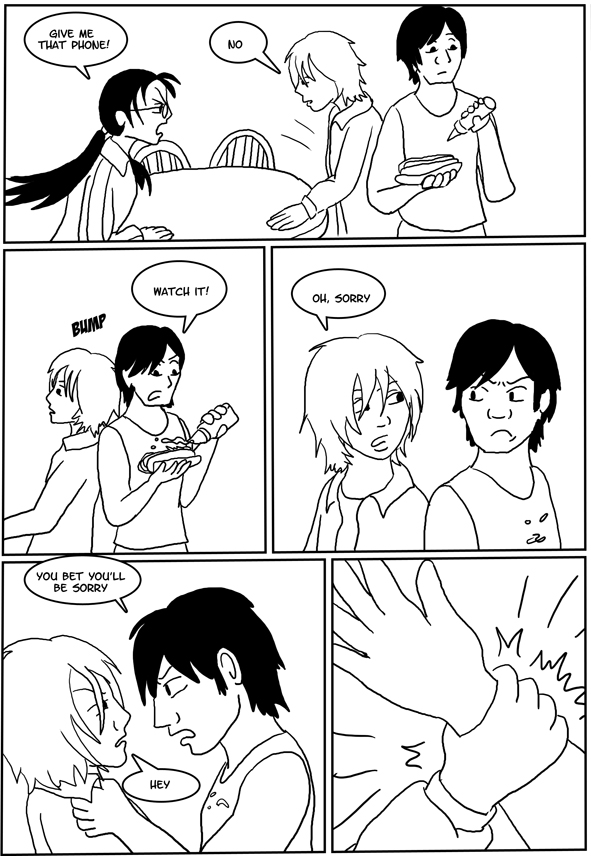 GIVE ME
THAT PHONE!
NO
BUMP
WATCH IT!
OH, SORRY
YOU BET YOU'LL
BE SORRY
HEY